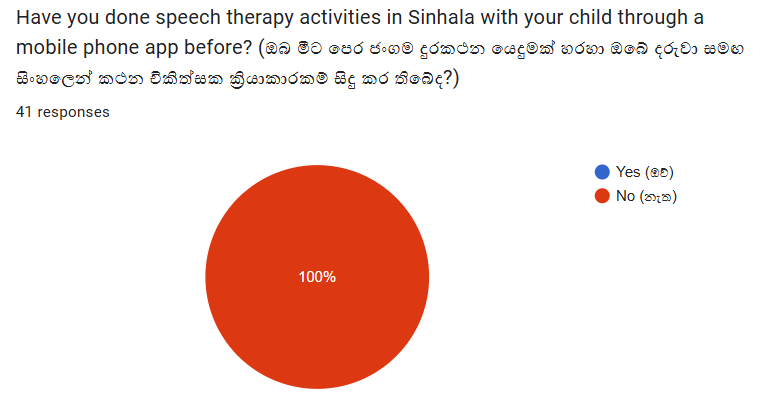 Have you done speech therapy activities in Sinhala with your child through a
mobile phone app before? (ඔබ මීට පෙර ජංගම දුරකථන යෙදුමක් හරහා ඔබේ දරුවා සමඟ
සිංහලෙන් කථන චිකිත්සක ක්‍රියාකාරකම් සිදු කර තිබේද?)
41 responses
Yes (ඔව්)
No (නැත)
100%